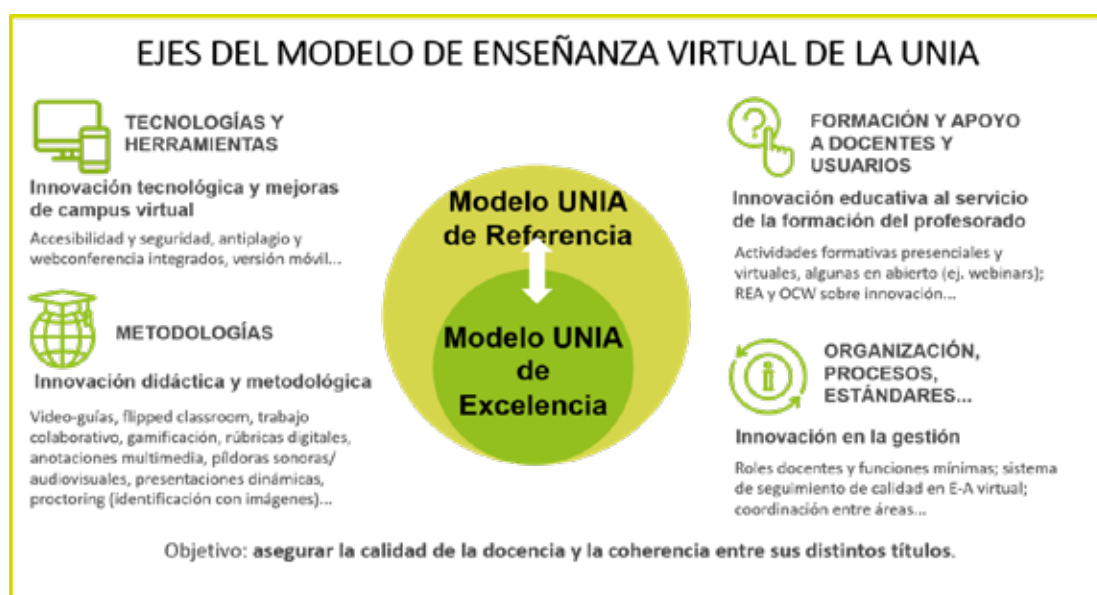 EJES DEL MODELO DE ENSEÑANZA VIRTUAL DE LA UNIA
TECNOLOGÍAS Y
HERRAMIENTAS
Innovación tecnológica y mejoras
de campus virtual
Accesibilidad y seguridad, antiplagio y
webconferencia integrados, versión móvil...
METODOLOGÍAS
Innovación didáctica y metodológica
Video-guías, flipped classroom, trabajo
colaborativo, gamificación, rúbricas digitales,
anotaciones multimedia, píldoras sonoras/
audiovisuales, presentaciones dinámicas,
proctoring (identificación con imágenes)...
Modelo UNIA
de Referencia
Modelo UNIA
de
Excelencia
FORMACIÓN Y APOYO
A DOCENTES Y
USUARIOS
Innovación educativa al servicio
de la formación del profesorado
Actividades formativas presenciales y
virtuales, algunas en abierto (ej. webinars);
REA y OCW sobre innovación...
ORGANIZACIÓN,
PROCESOS,
ESTÁNDARES...
Innovación en la gestión
Roles docentes y funciones mínimas; sistema
de seguimiento de calidad en E-A virtual;
coordinación entre áreas...
Objetivo: asegurar la calidad de la docencia y la coherencia entre sus distintos títulos.